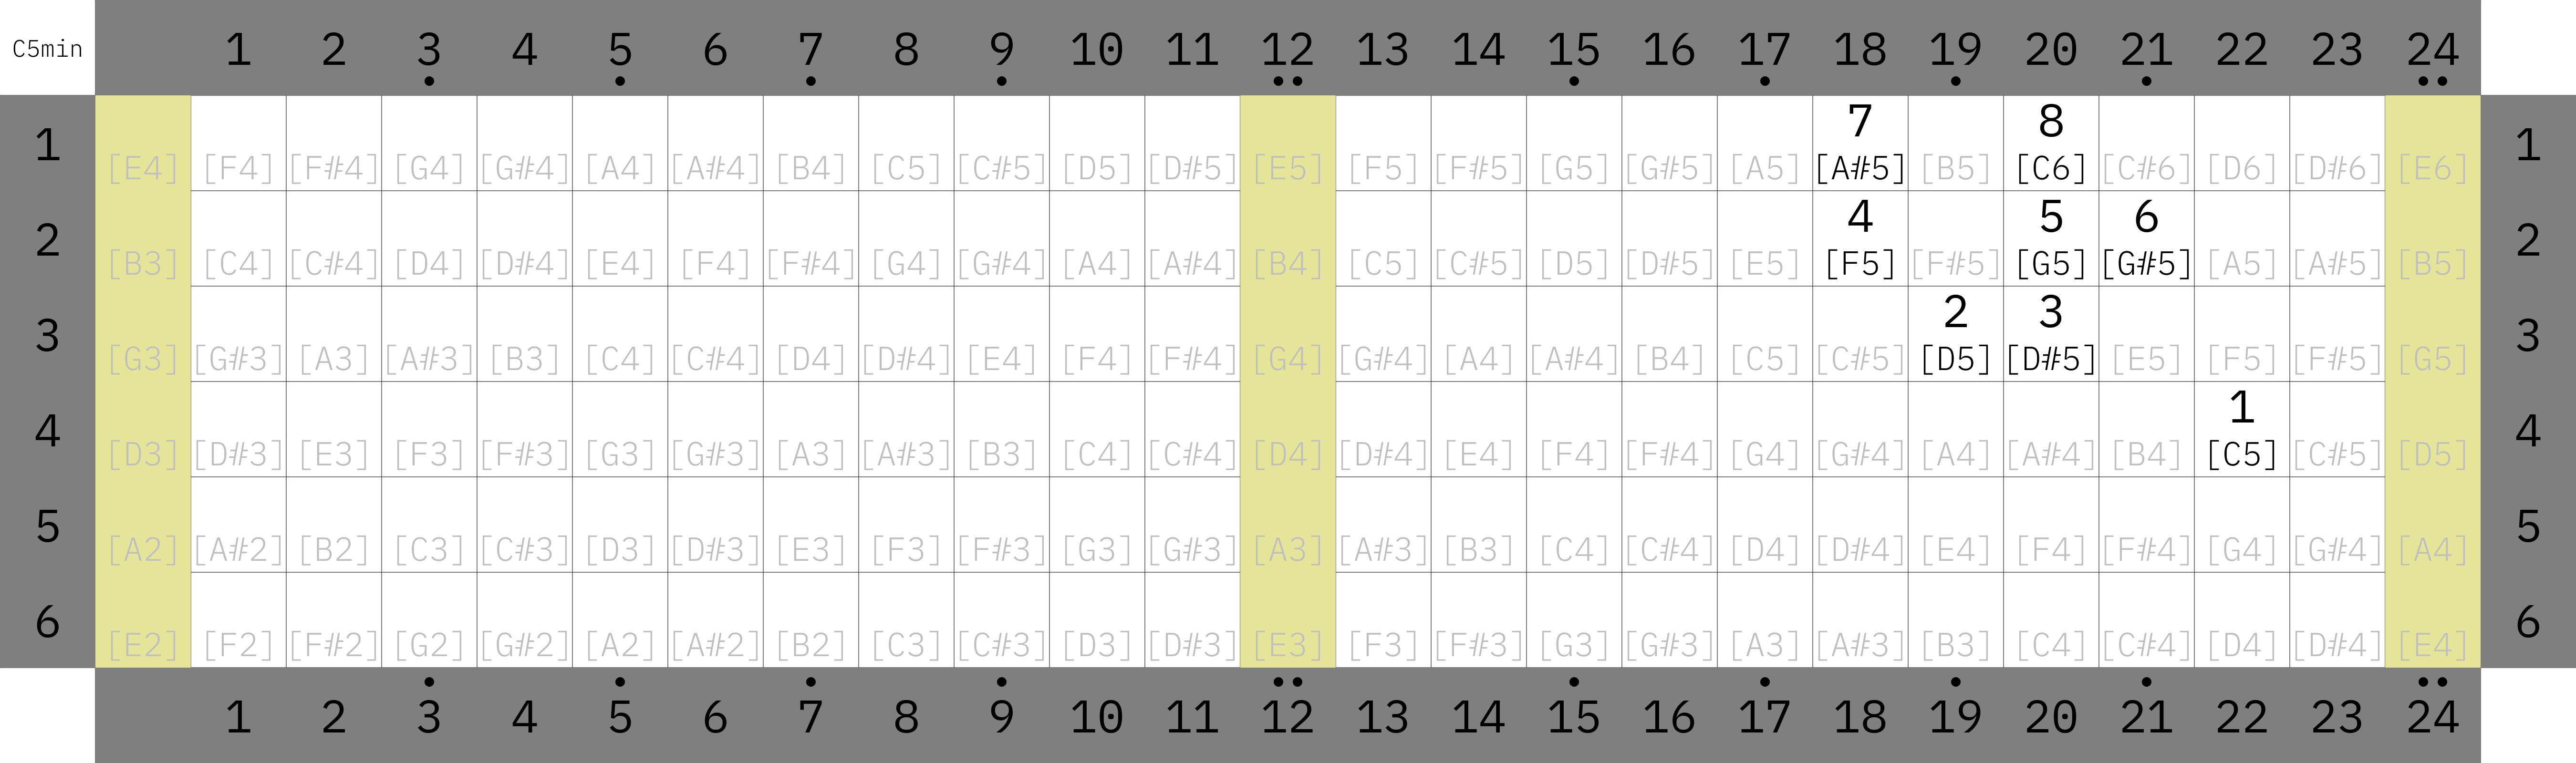 C5min 1 2 3 4 5 6 7 8 9 10 11 12 13 14 15 16 17 18 19 20 21 22 23 24
7 8
1 [E4] [F4] [F#4] [G4] [G#4] [A4] [A#4] [B4] [C5] [C#5] [D5] [D#5] [E5] [F5] [F#5] [G5] [G#5] [A5] [A#5] [B5] [C6] [C#6] [D6] [D#6] [E6] 1
4 5 6
2 [B3] [C4] [C#4] [D4] [D#4] [E4] [F4] [F#4] [G4] [G#4] [A4] [A#4] [B4] [C5] [C#5] [D5] [D#5] [E5] [F5] [F#5] [G5] [G#5] [A5] [A#5] [B5] 2
2 3
3 [G3] [G#3] [A3] [A#3] [B3] [C4] [C#4] [D4] [D#4] [E4] [F4] [F#4] [G4] [G#4] [A4] [A#4] [B4] [C5] [C#5] [D5] [D#5] [E5] [F5] [F#5] [G5] 3
1
4 [D3] [D#3] [E3] [F3] [F#3] [G3] [G#3] [A3] [A#3] [B3] [C4] [C#4] [D4] [D#4] [E4] [F4] [F#4] [G4] [G#4] [A4] [A#4] [B4] [C5] [C#5] [D5] 4
5 [A2] [A#2] [B2] [C3] [C#3] [D3] [D#3] [E3] [F3] [F#3] [G3] [G#3] [A3] [A#3] [B3] [C4] [C#4] [D4] [D#4] [E4] [F4] [F#4] [G4] [G#4] [A4] 5
6 [E2] [F2] [F#2] [G2] [G#2] [A2] [A#2] [B2] [C3] [C#3] [D3] [D#3] [E3] [F3] [F#3] [G3] [G#3] [A3] [A#3] [B3] [C4] [C#4] [D4] [D#4] [E4] 6
1 2 3 4 5 6 7 8 9 10 11 12 13 14 15 16 17 18 19 20 21 22 23 24